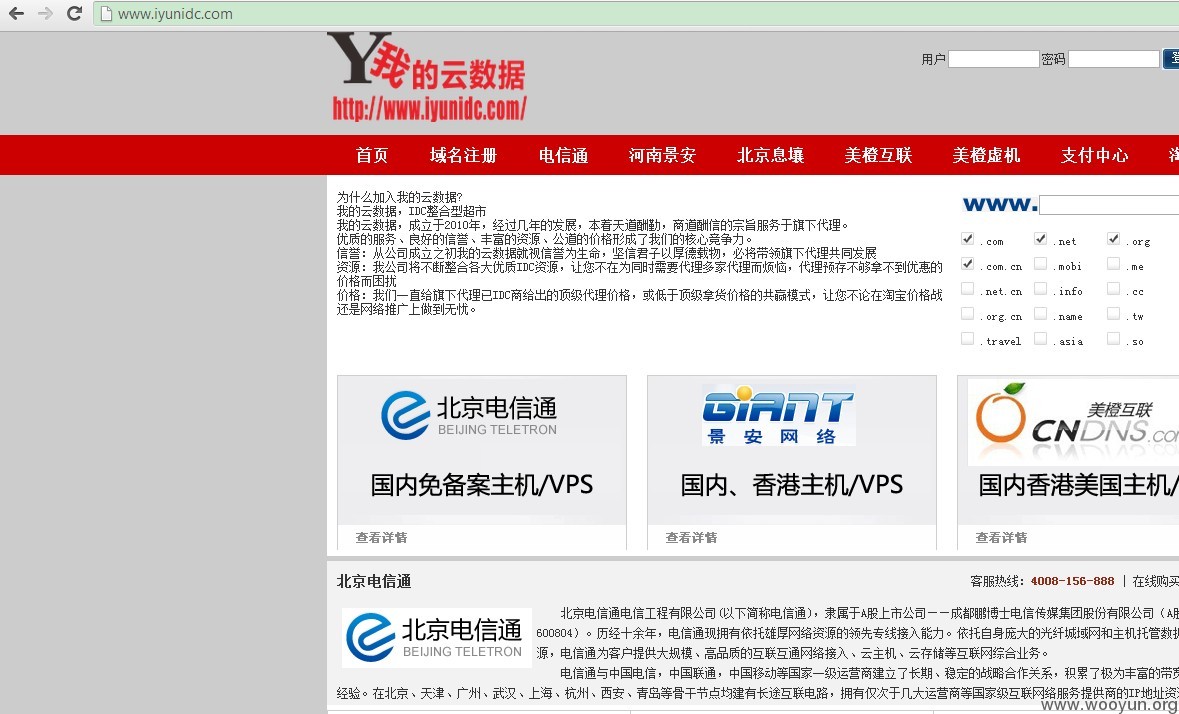 www.iyunidc.com
Y我的云数据
http://www.iyunidc.com/
用户 密码
首页 域名注册 电信通 河南景安 北京息壤 美橙互联 美橙虚机 支付中心
为什么加入我的云数据?
我的云数据，IDC整合型超市
我的云数据，成立于2010年，经过几年的发展，本着天道酬勤，商道酬信的宗旨服务于旗下代理。
优质的服务、良好的信誉、丰富的资源、公道的价格形成了我们的核心竞争力。
信誉：从公司成立之初我的云数据就视信誉为生命，坚信君子以厚德载物，必将带领旗下代理共同发展
资源：我公司将不断整合各大优质IDC资源，让您不在为同时需要代理多家代理而烦恼，代理预存不够拿不到优惠的
价格而困扰
价格：我们一直给旗下代理已IDC商给出的顶级代理价格，或低于顶级拿货价格的共赢模式，让您不论在淘宝价格战
还是网络推广上做到无忧。
www.
.com .net .org
.com.cn .mobi .me
.net.cn .info .cc
.org.cn .name .tw
.travel .asia .so
北京电信通
BEIJING TELETRON
国内免备案主机/VPS
查看详情
GIANT
景安网络
国内、香港主机/VPS
查看详情
美橙互联
CNDNS.co
国内香港美国主机/
查看详情
北京电信通
客服热线：4008-156-888 | 在线购买
北京电信通
BEIJING TELETRON
北京电信通电信工程有限公司(以下简称电信通)，隶属于A股上市公司－－成都鹏博士电信传媒集团股份有限公司（A股
600804）。历经十余年，电信通现拥有依托雄厚网络资源的领先专线接入能力。依托自身庞大的光纤城域网和主机托管数据
源，电信通为客户提供大规模、高品质的互联互通网络接入、云主机、云存储等互联网综合业务。
电信通与中国电信，中国联通，中国移动等国家一级运营商建立了长期、稳定的战略合作关系，积累了极为丰富的带宽
经验。在北京、天津、广州、武汉、上海、杭州、西安、青岛等骨干节点均建有长途互联电路，拥有仅次于几大运营商等国家级互联网络服务提供商的IP地址资
www.wooyun.org